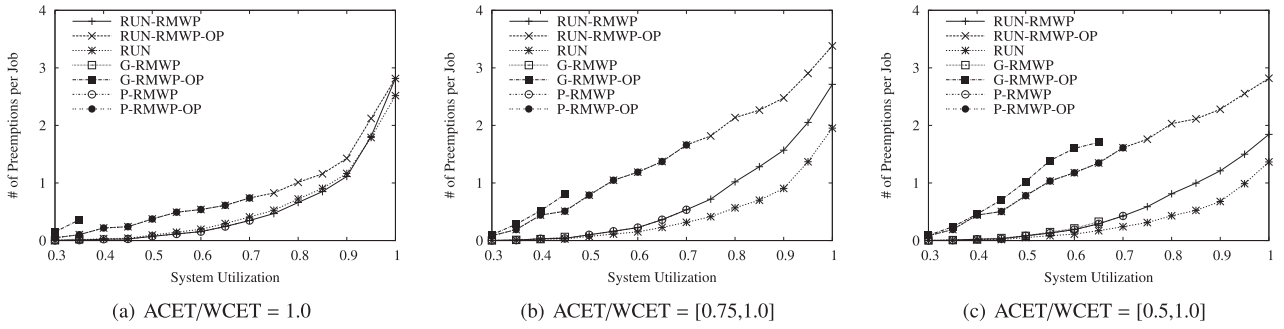 # of Preemptions per Job
4
3
2
1
0
RUN-RMWP
RUN-RMWP-OP
RUN
G-RMWP
G-RMWP-OP
P-RMWP
P-RMWP-OP
0.3 0.4 0.5 0.6 0.7 0.8 0.9 1
System Utilization
(a) ACET/WCET = 1.0
# of Preemptions per Job
4
3
2
1
0
RUN-RMWP
RUN-RMWP-OP
RUN
G-RMWP
G-RMWP-OP
P-RMWP
P-RMWP-OP
0.3 0.4 0.5 0.6 0.7 0.8 0.9 1
System Utilization
(b) ACET/WCET = [0.75,1.0]
# of Preemptions per Job
4
3
2
1
0
RUN-RMWP
RUN-RMWP-OP
RUN
G-RMWP
G-RMWP-OP
P-RMWP
P-RMWP-OP
0.3 0.4 0.5 0.6 0.7 0.8 0.9 1
System Utilization
(c) ACET/WCET = [0.5,1.0]